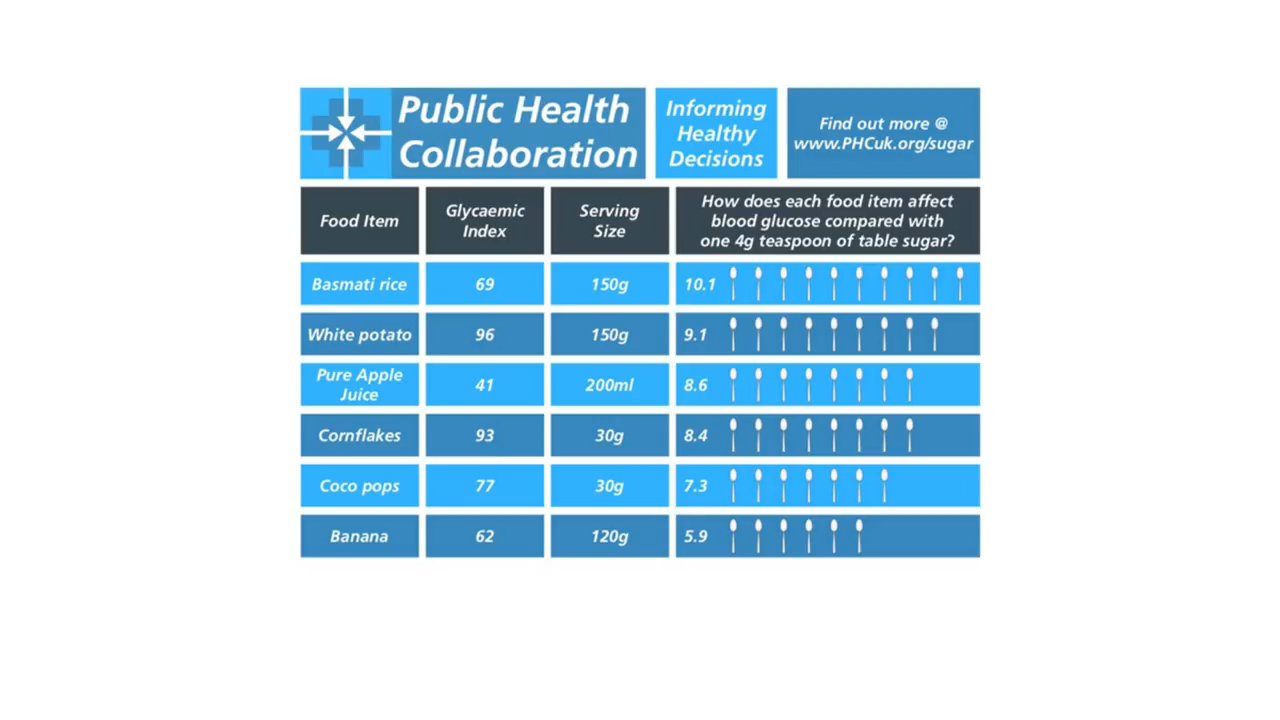 Public Health
Collaboration
Informing
Healthy
Decisions
Find out more @
www.PHCuk.org/sugar
Food Item
Glycaemic
Index
Serving
Size
How does each food item affect
blood glucose compared with
one 4g teaspoon of table sugar?
Basmati rice 69 150g 10.1
White potato 96 150g 9.1
Pure Apple
Juice 41 200ml 8.6
Cornflakes 93 30g 8.4
Coco pops 77 30g 7.3
Banana 62 120g 5.9